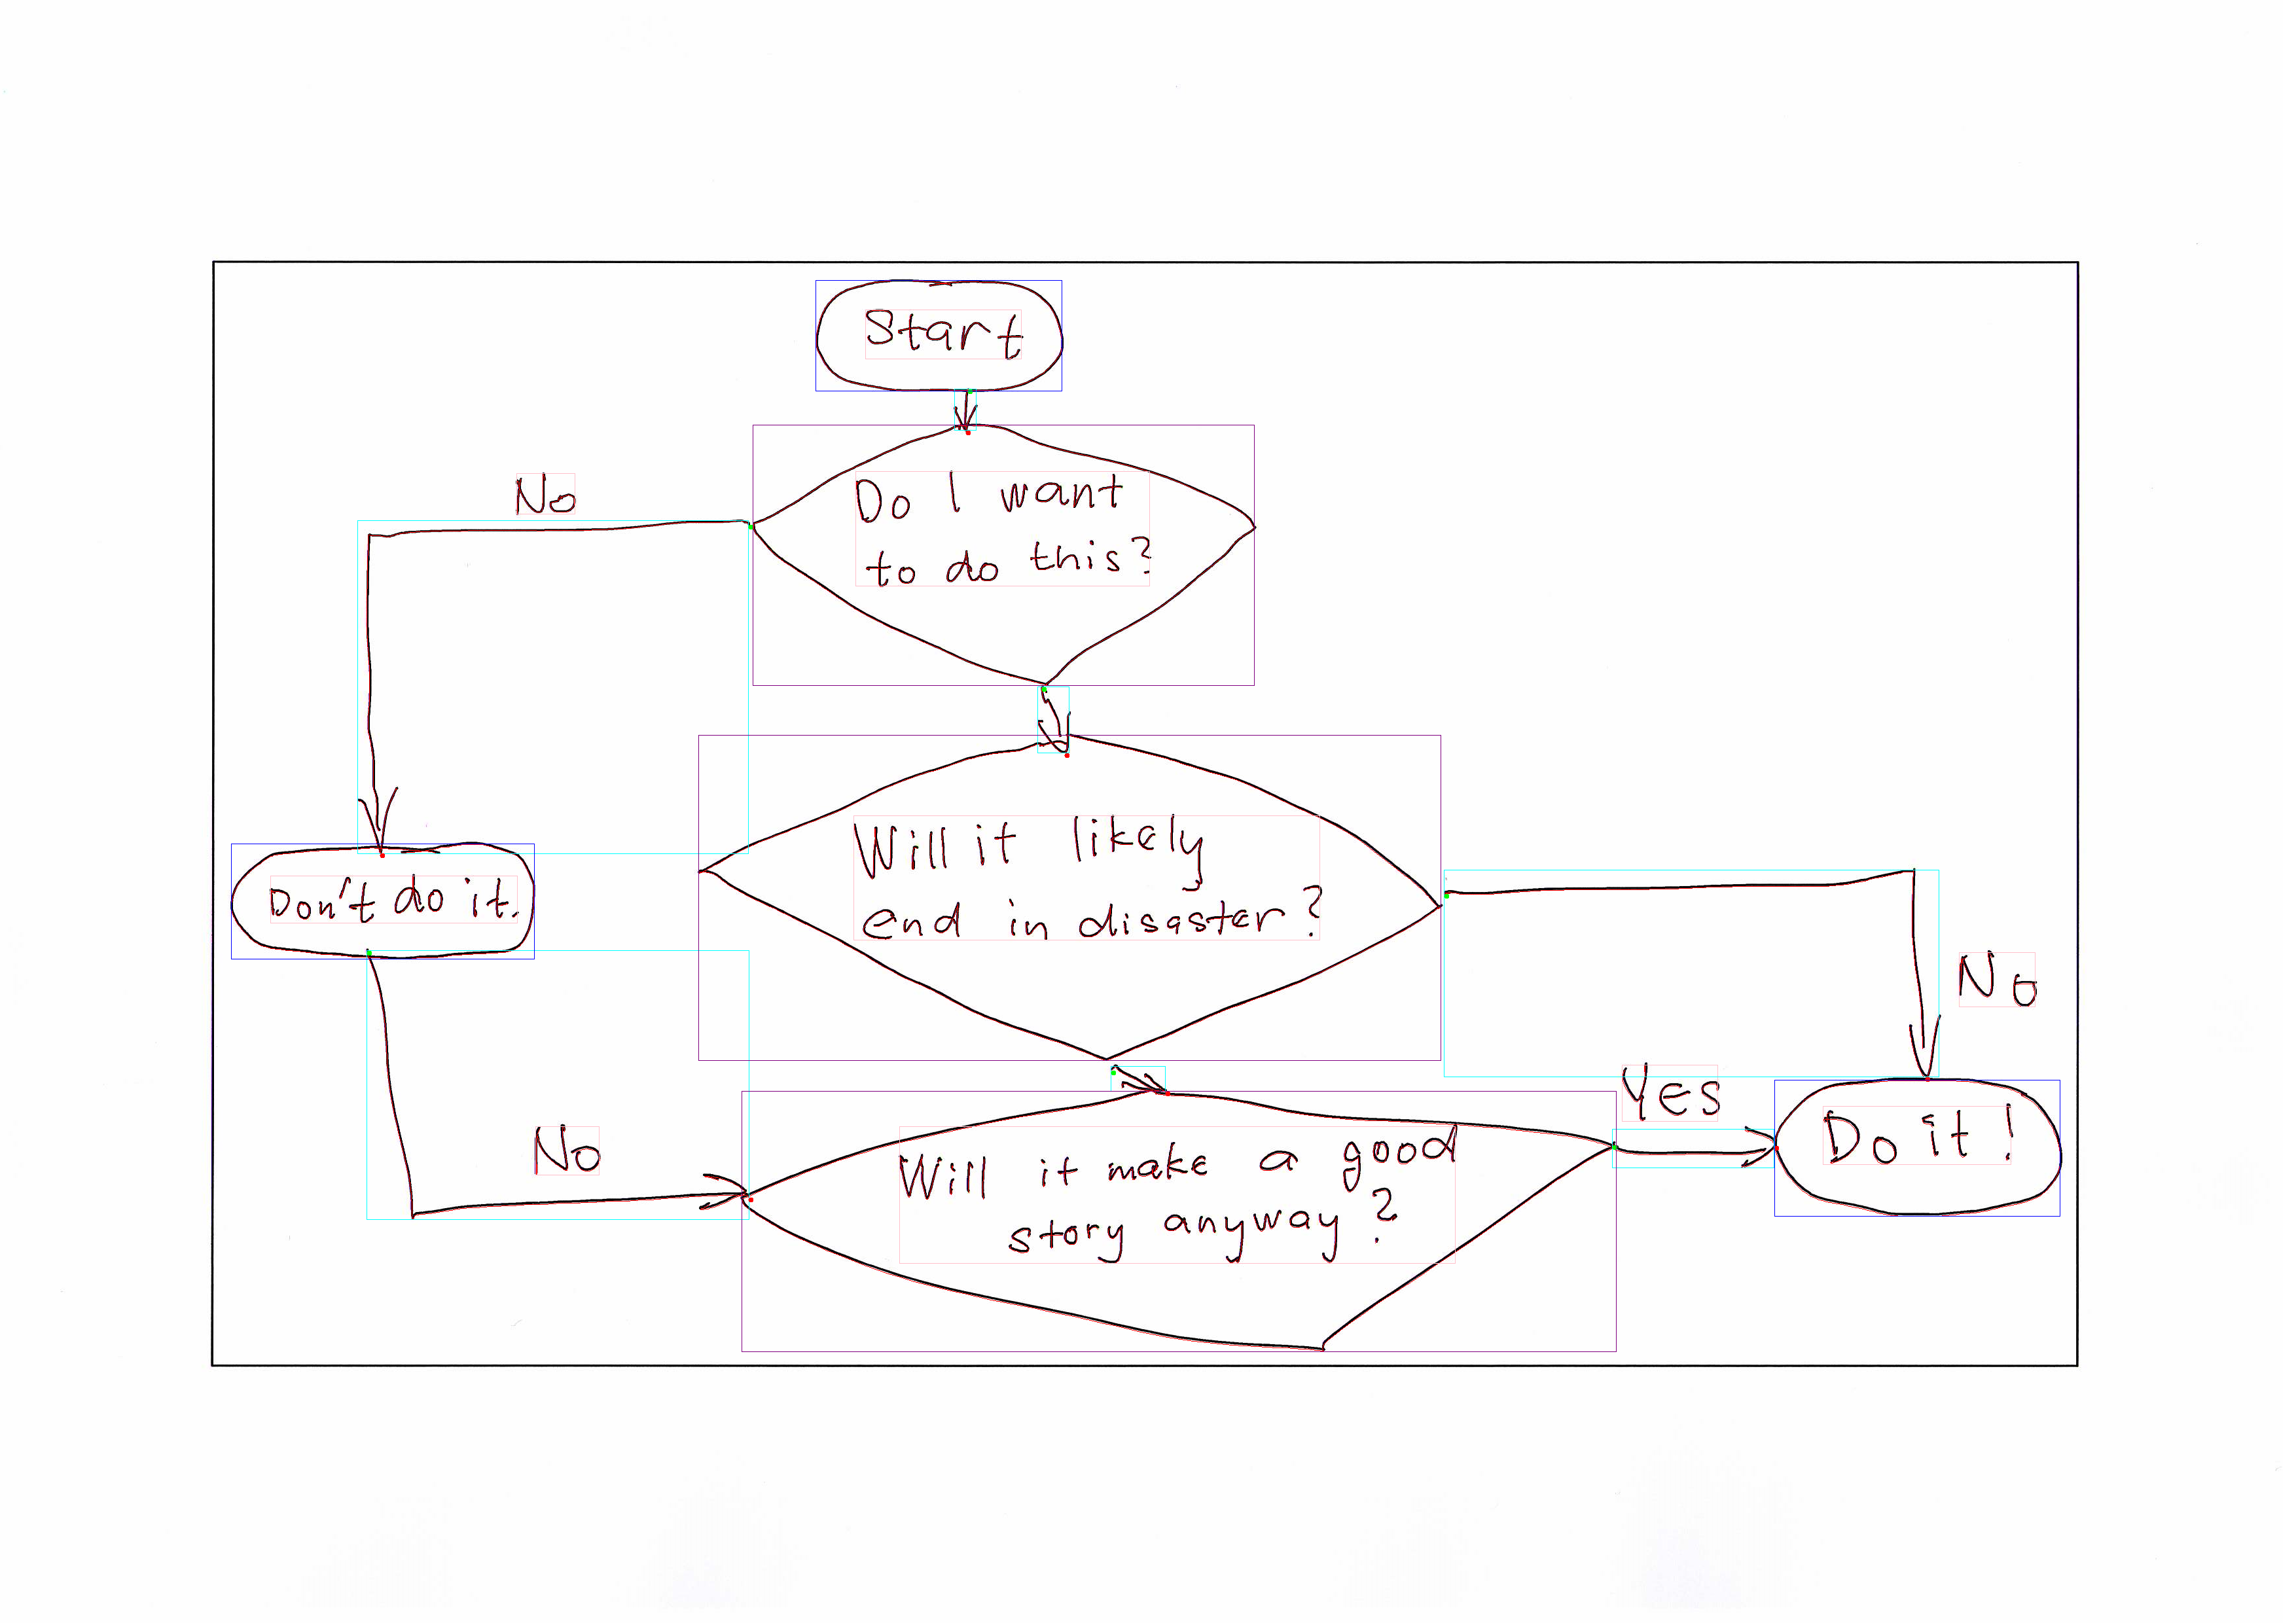 Start
No
Do I want
to do this?
Will it likely
end in disaster?
Don't do it.
No
Yes
Do it!
No
Will it make a good
story anyway?